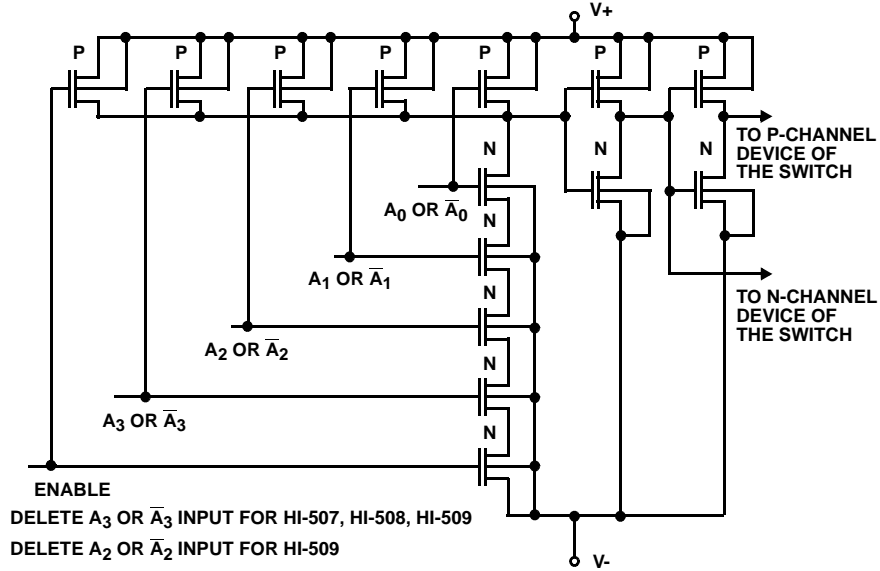 V+
P P P P P P P
TO P-CHANNEL
DEVICE OF
THE SWITCH
N N N
A0 OR A̅0
N
A1 OR A̅1
TO N-CHANNEL
DEVICE OF
THE SWITCH
N
A2 OR A̅2
N
A3 OR A̅3
N
ENABLE
DELETE A3 OR A̅3 INPUT FOR HI-507, HI-508, HI-509
DELETE A2 OR A̅2 INPUT FOR HI-509
V-